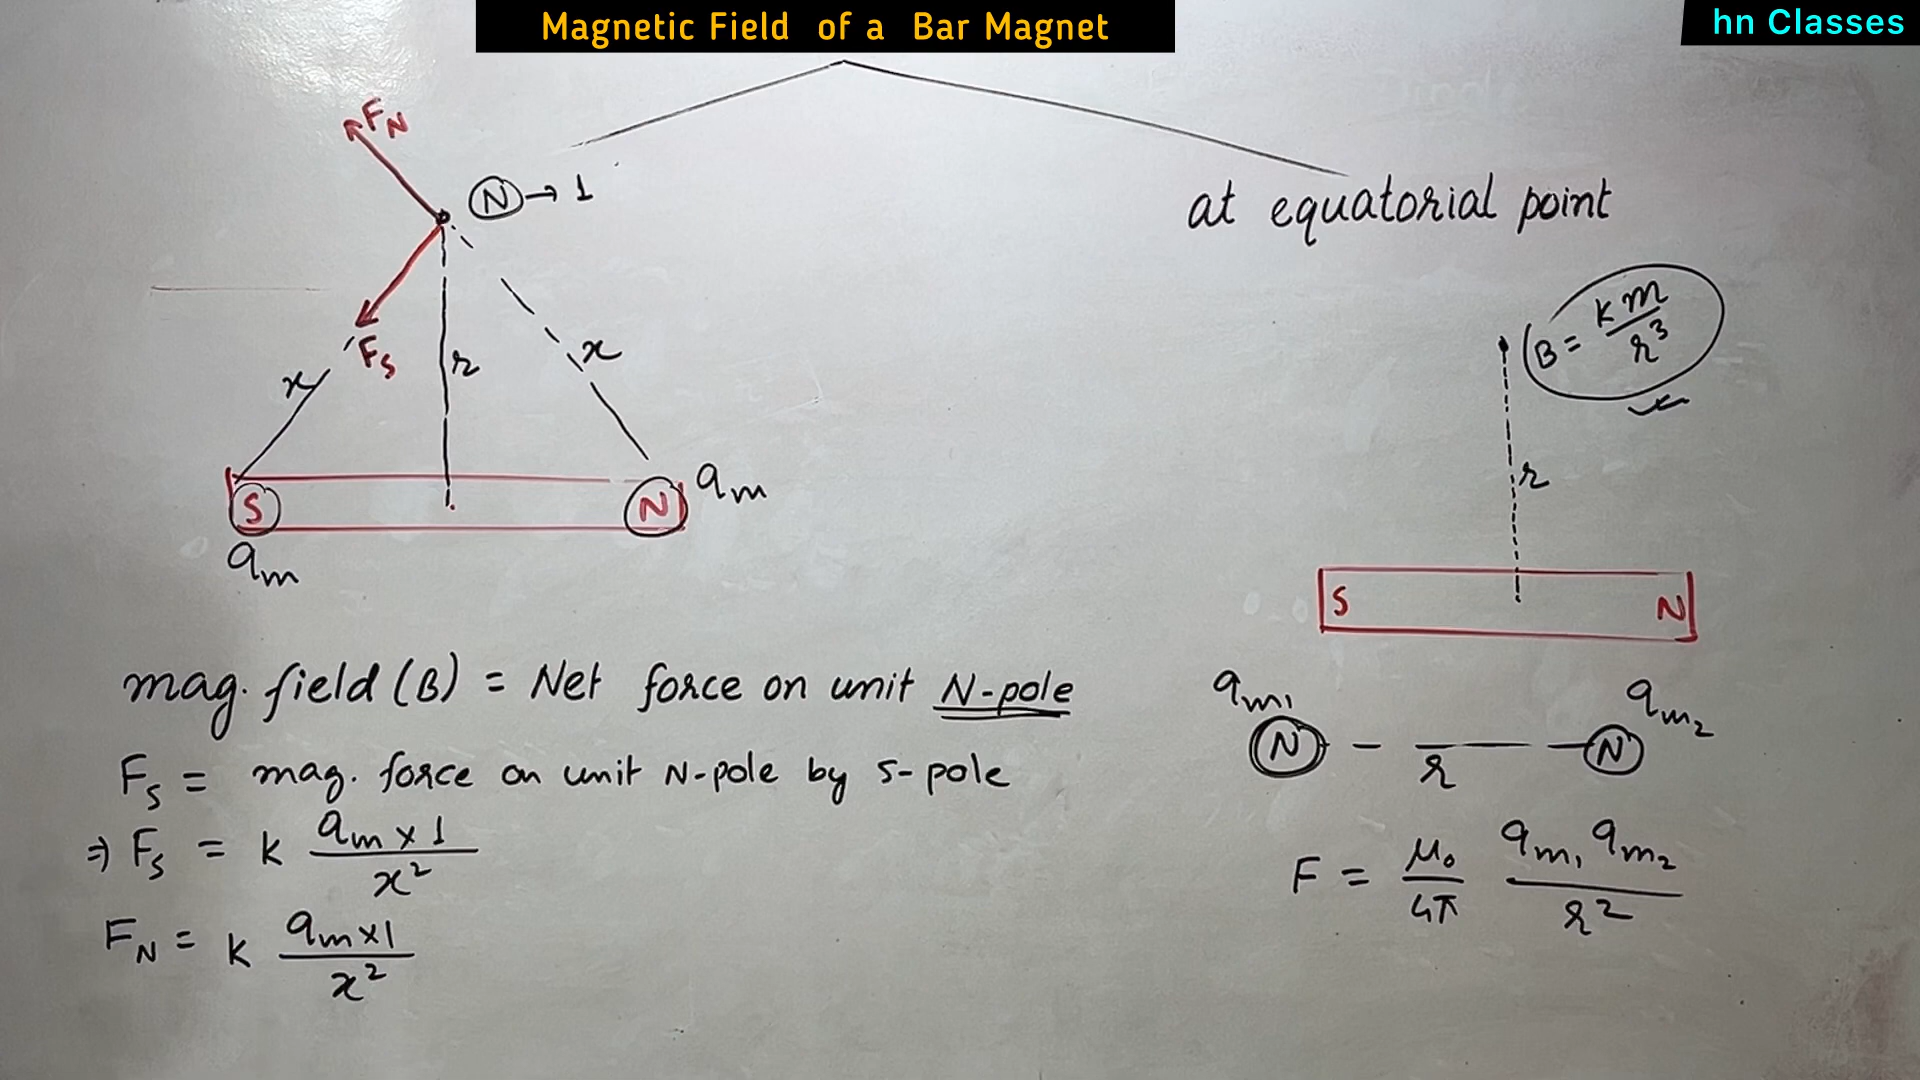 Magnetic Field of a Bar Magnet
hn Classes
F_N
N → 1
at equatorial point
B = km/r³
F_S
x
r
x
r
S
N
q_m
q_m
S
N
mag. field (B) = Net force on unit N-pole
q_m1
q_m2
N
N
r
F_S = mag. force on unit N-pole by S-pole
⇒ F_S = k q_m × 1 / x²
F = μ₀/4π q_m1 q_m2 / r²
F_N = k q_m × 1 / x²